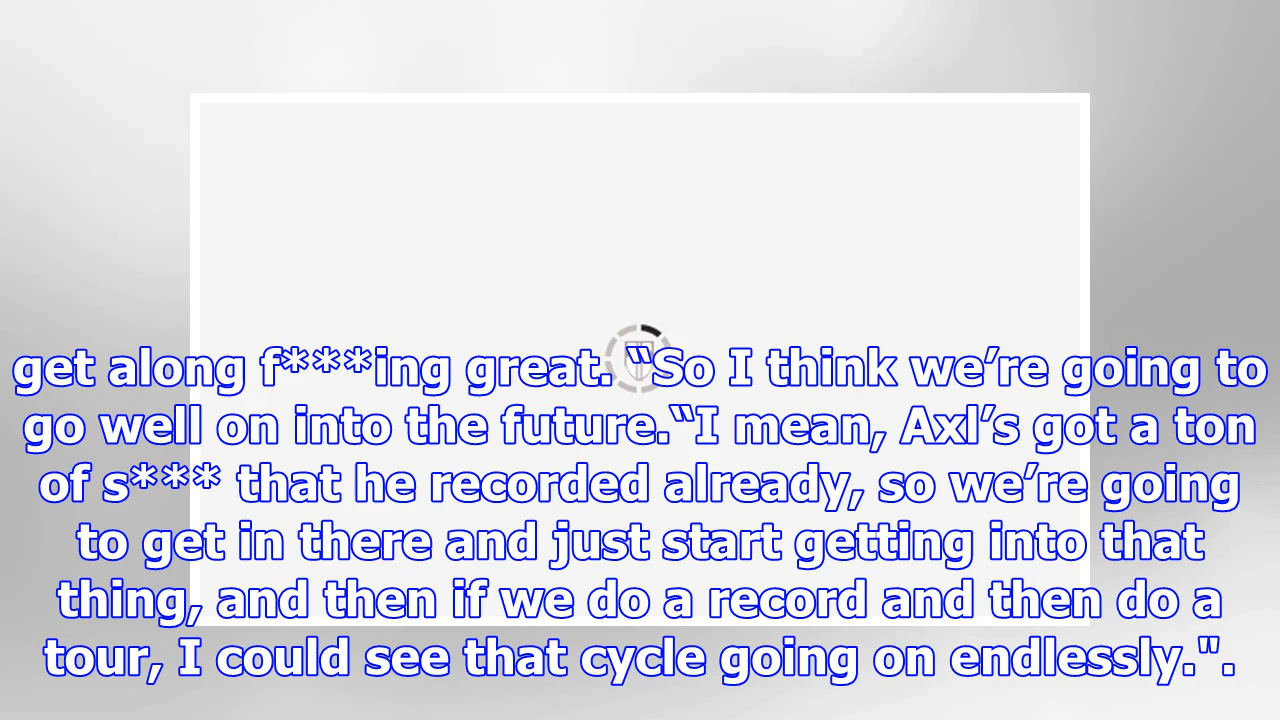 get along f***ing great. “So I think we’re going to
go well on into the future.“I mean, Axl’s got a ton
of s*** that he recorded already, so we’re going
to get in there and just start getting into that
thing, and then if we do a record and then do a
tour, I could see that cycle going on endlessly.".